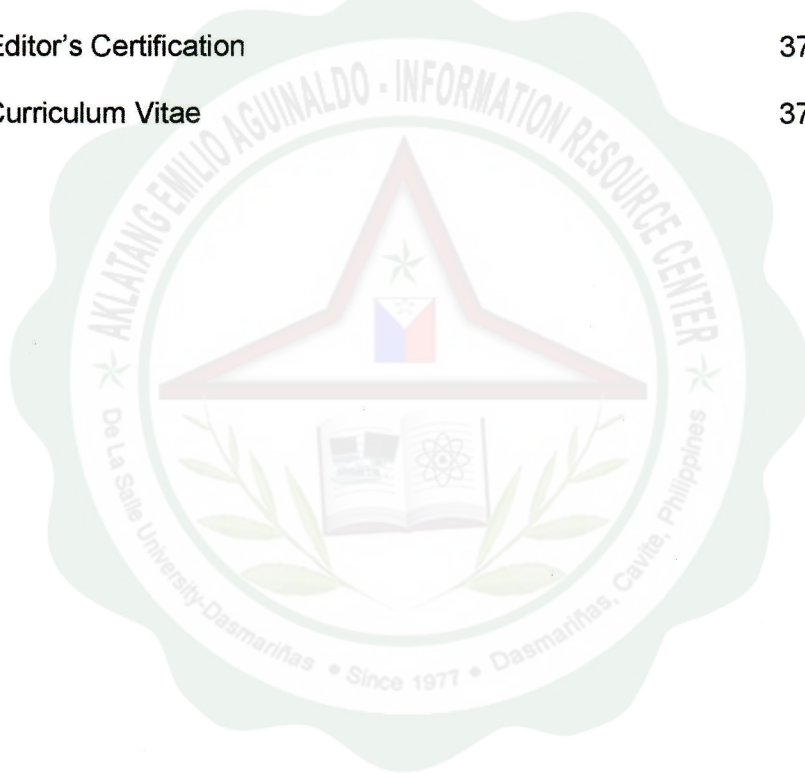 Editor's Certification 37
Curriculum Vitae 37
AKLATANG EMILIO AGUINALDO - INFORMATION RESOURCE CENTER
De La Salle University-Dasmariñas • Since 1977 • Dasmariñas, Cavite, Philippines